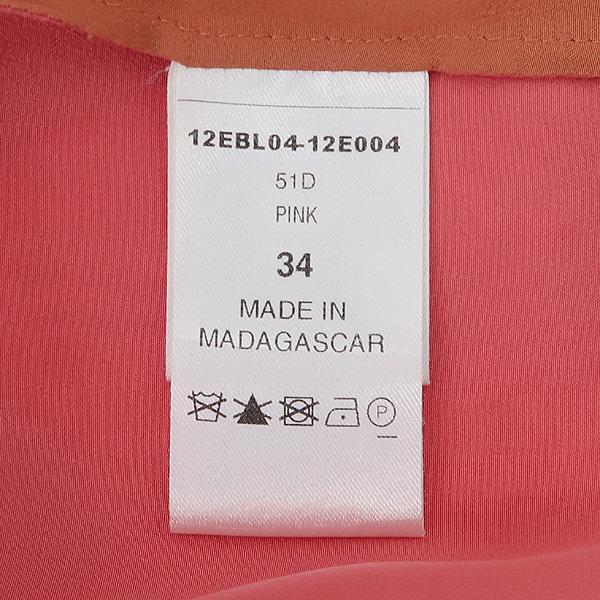 12EBL04-12E004
51D
PINK
34
MADE IN
MADAGASCAR
P